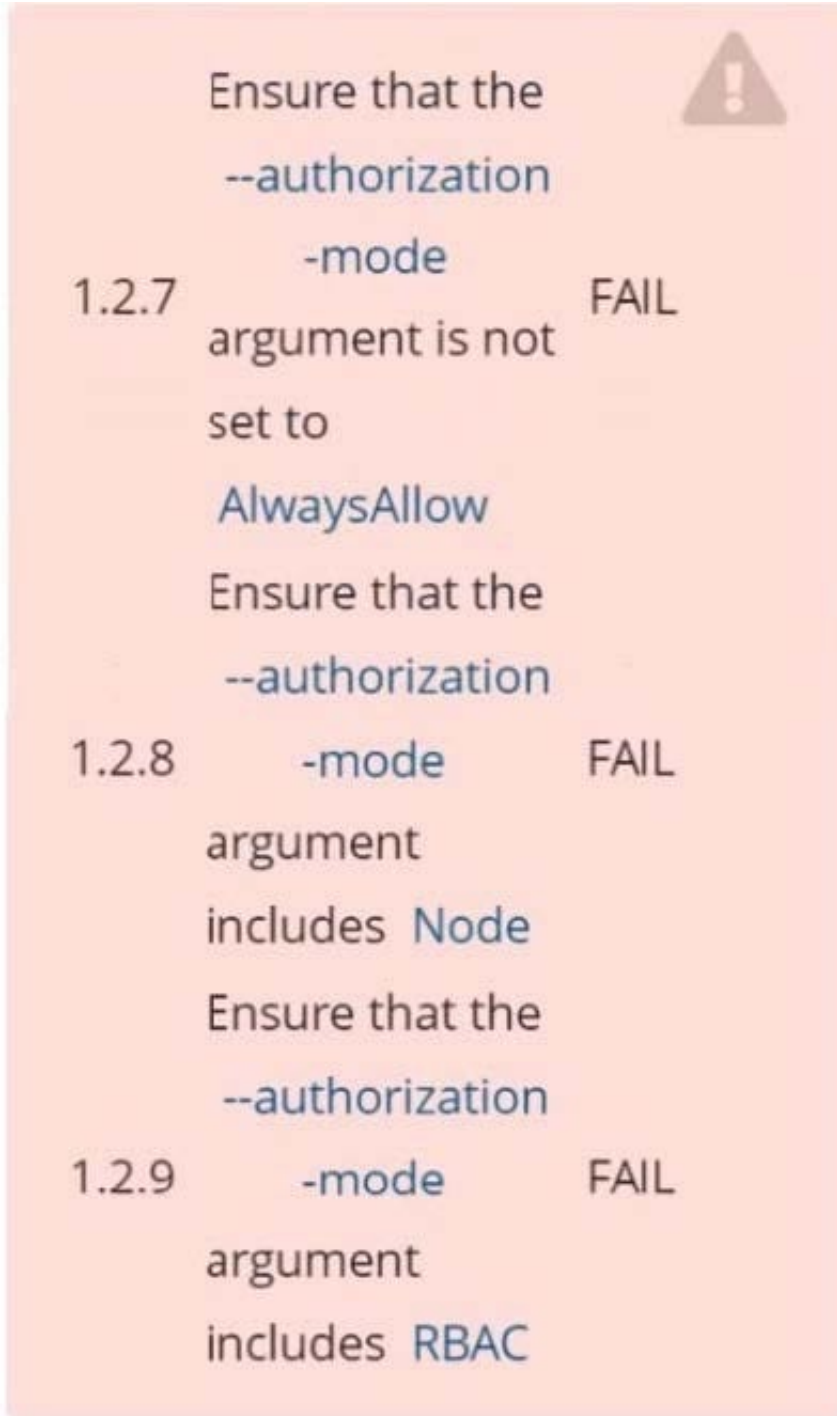 Ensure that the
--authorization
-mode
1.2.7 FAIL
argument is not
set to
AlwaysAllow
Ensure that the
--authorization
1.2.8 -mode FAIL
argument
includes Node
Ensure that the
--authorization
1.2.9 -mode FAIL
argument
includes RBAC